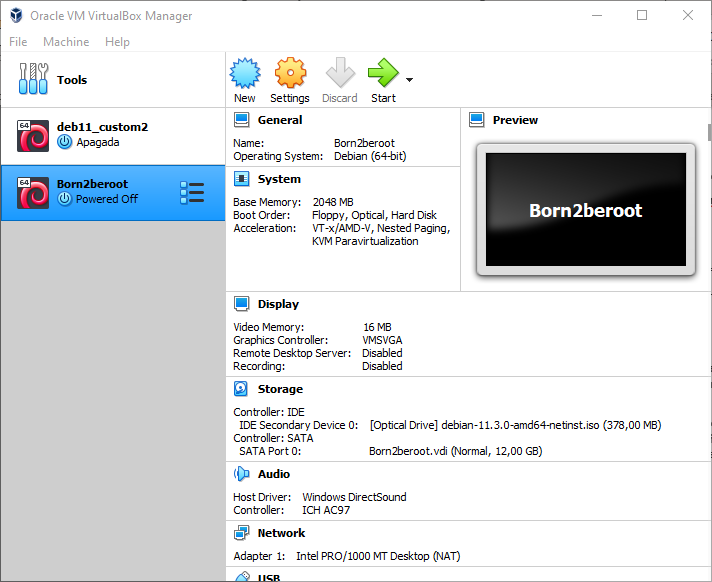 Oracle VM VirtualBox Manager
File Machine Help
Tools
New Settings Discard Start
64 deb11_custom2
Apagada
64 Born2beroot
Powered Off
General
Name: Born2beroot
Operating System: Debian (64-bit)
System
Base Memory: 2048 MB
Boot Order: Floppy, Optical, Hard Disk
Acceleration: VT-x/AMD-V, Nested Paging,
KVM Paravirtualization
Preview
Born2beroot
Display
Video Memory: 16 MB
Graphics Controller: VMSVGA
Remote Desktop Server: Disabled
Recording: Disabled
Storage
Controller: IDE
IDE Secondary Device 0: [Optical Drive] debian-11.3.0-amd64-netinst.iso (378,00 MB)
Controller: SATA
SATA Port 0: Born2beroot.vdi (Normal, 12,00 GB)
Audio
Host Driver: Windows DirectSound
Controller: ICH AC97
Network
Adapter 1: Intel PRO/1000 MT Desktop (NAT)
USB